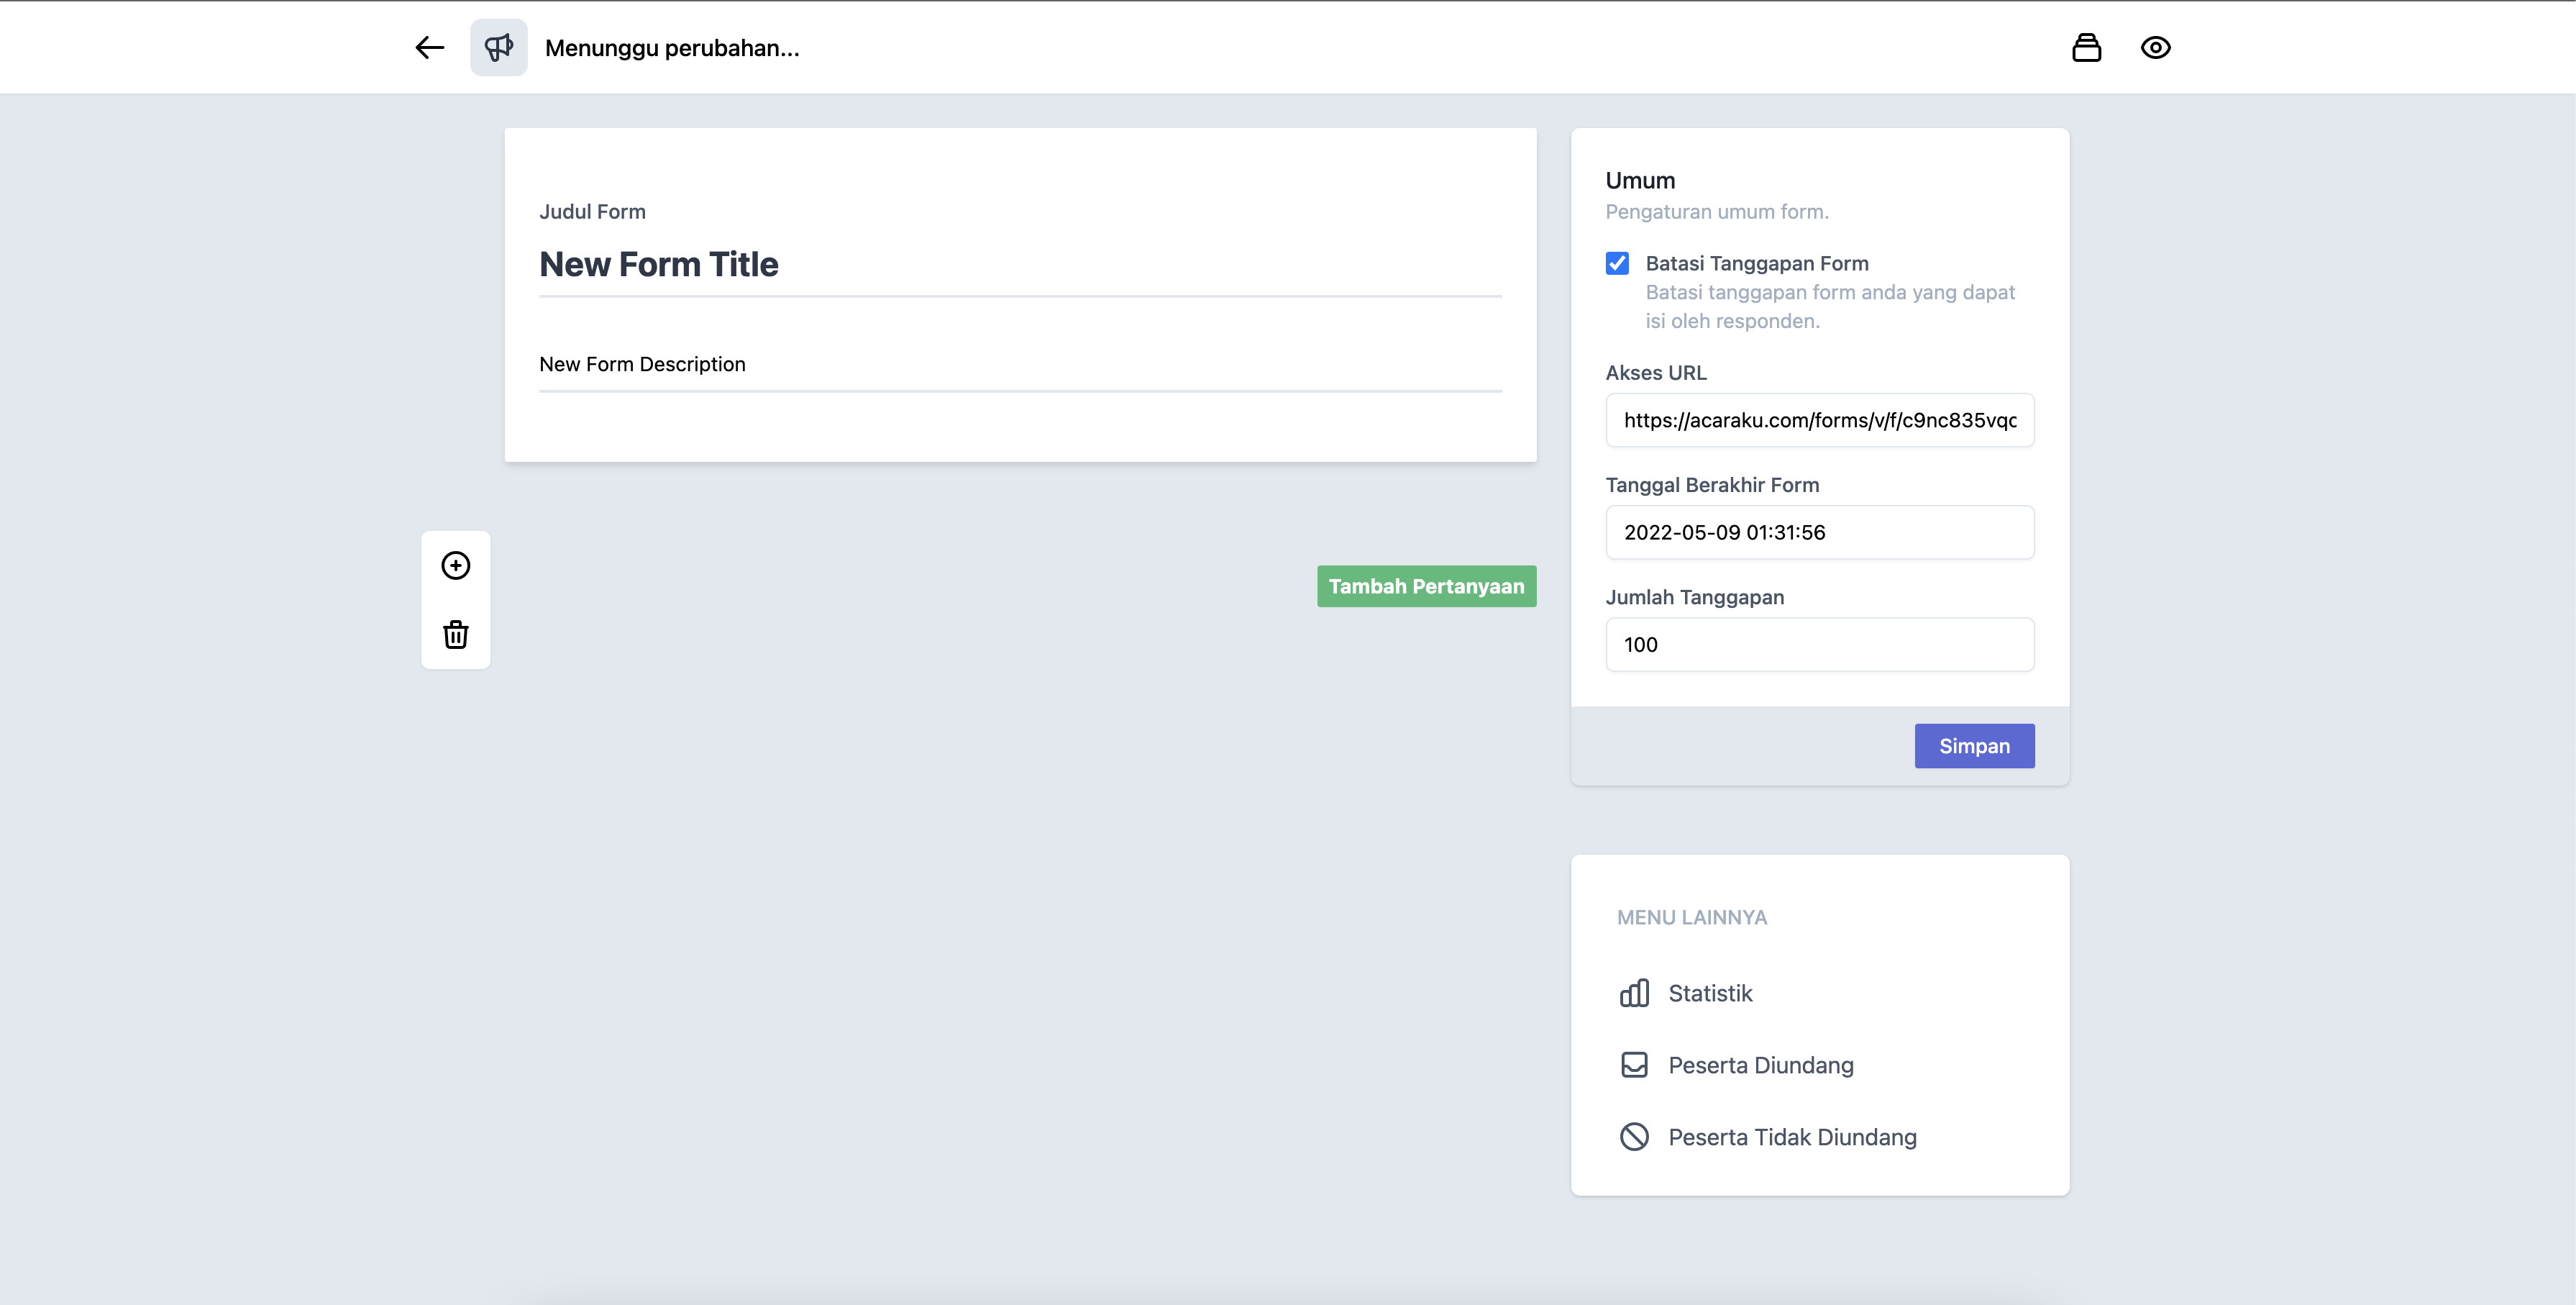 Menunggu perubahan...
Judul Form
New Form Title
New Form Description
Tambah Pertanyaan
Umum
Pengaturan umum form.
Batasi Tanggapan Form
Batasi tanggapan form anda yang dapat
isi oleh responden.
Akses URL
https://acaraku.com/forms/v/f/c9nc835vqc
Tanggal Berakhir Form
2022-05-09 01:31:56
Jumlah Tanggapan
100
Simpan
MENU LAINNYA
Statistik
Peserta Diundang
Peserta Tidak Diundang